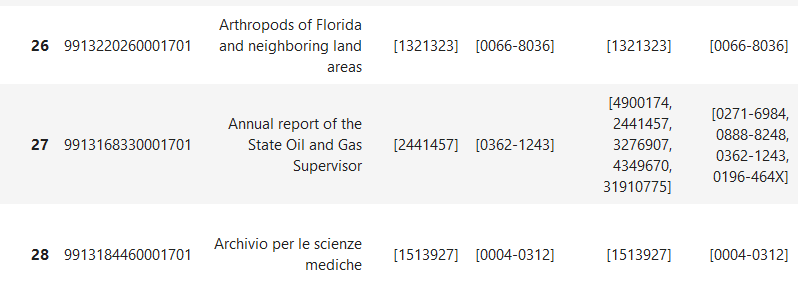 26 9913220260001701 Arthropods of Florida and neighboring land areas [1321323] [0066-8036] [1321323] [0066-8036]
27 9913168330001701 Annual report of the State Oil and Gas Supervisor [2441457] [0362-1243] [4900174, 2441457, 3276907, 4349670, 31910775] [0271-6984, 0888-8248, 0362-1243, 0196-464X]
28 9913184460001701 Archivio per le scienze mediche [1513927] [0004-0312] [1513927] [0004-0312]